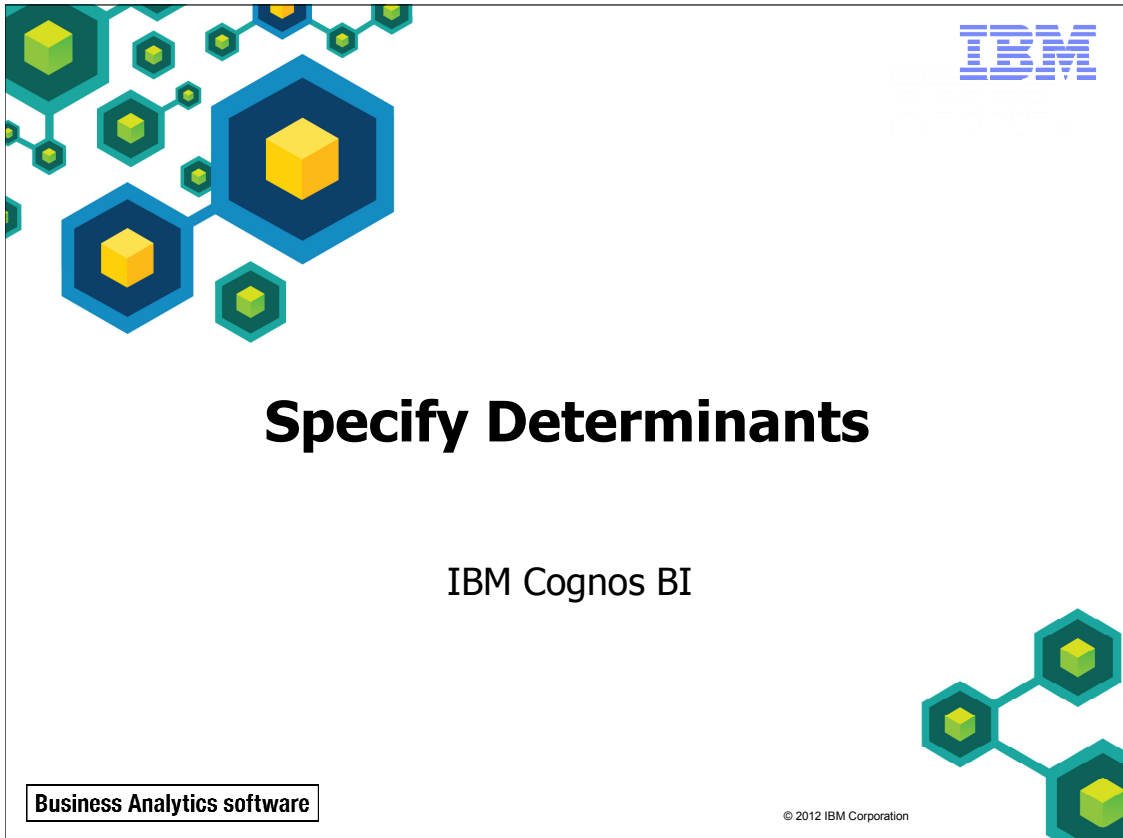 IBM
Specify Determinants
IBM Cognos BI
Business Analytics software
© 2012 IBM Corporation